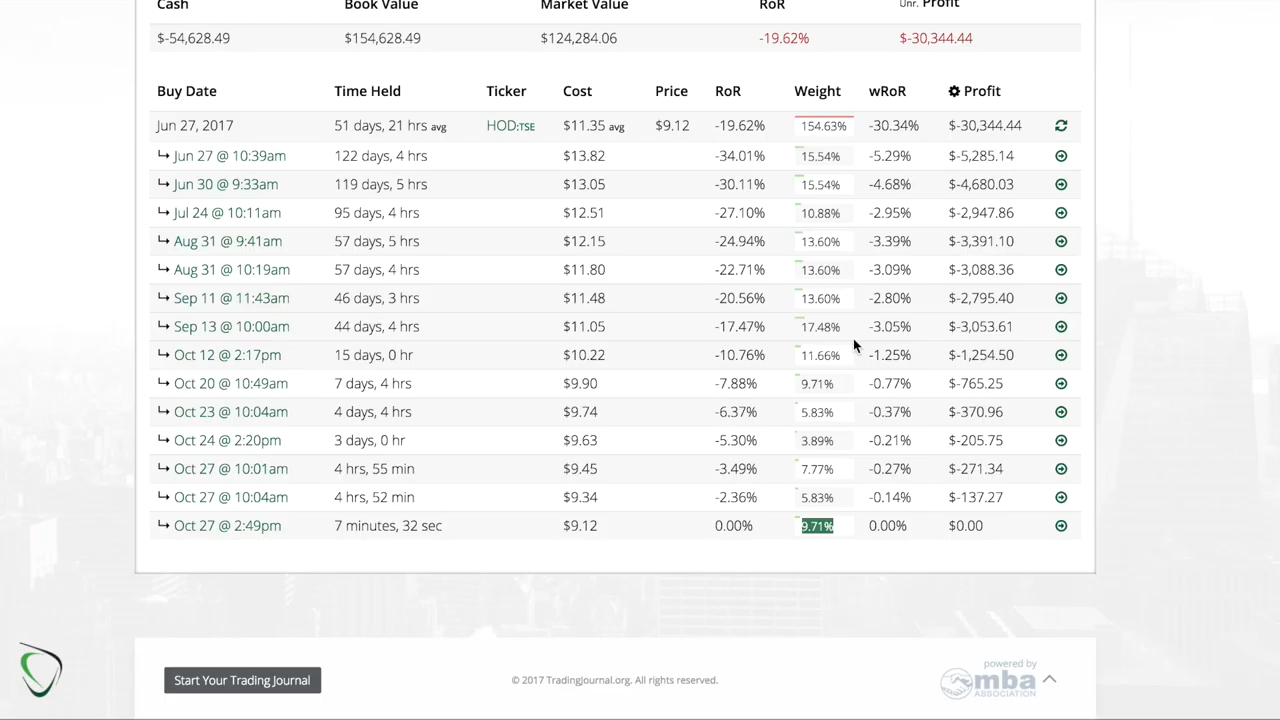 Cash Book Value Market Value RoR Unr. Profit
$-54,628.49 $154,628.49 $124,284.06 -19.62% $-30,344.44
Buy Date Time Held Ticker Cost Price RoR Weight wRoR Profit
Jun 27, 2017 51 days, 21 hrs avg HOD:TSE $11.35 avg $9.12 -19.62% 154.63% -30.34% $-30,344.44
Jun 27 @ 10:39am 122 days, 4 hrs $13.82 -34.01% 15.54% -5.29% $-5,285.14
Jun 30 @ 9:33am 119 days, 5 hrs $13.05 -30.11% 15.54% -4.68% $-4,680.03
Jul 24 @ 10:11am 95 days, 4 hrs $12.51 -27.10% 10.88% -2.95% $-2,947.86
Aug 31 @ 9:41am 57 days, 5 hrs $12.15 -24.94% 13.60% -3.39% $-3,391.10
Aug 31 @ 10:19am 57 days, 4 hrs $11.80 -22.71% 13.60% -3.09% $-3,088.36
Sep 11 @ 11:43am 46 days, 3 hrs $11.48 -20.56% 13.60% -2.80% $-2,795.40
Sep 13 @ 10:00am 44 days, 4 hrs $11.05 -17.47% 17.48% -3.05% $-3,053.61
Oct 12 @ 2:17pm 15 days, 0 hr $10.22 -10.76% 11.66% -1.25% $-1,254.50
Oct 20 @ 10:49am 7 days, 4 hrs $9.90 -7.88% 9.71% -0.77% $-765.25
Oct 23 @ 10:04am 4 days, 4 hrs $9.74 -6.37% 5.83% -0.37% $-370.96
Oct 24 @ 2:20pm 3 days, 0 hr $9.63 -5.30% 3.89% -0.21% $-205.75
Oct 27 @ 10:01am 4 hrs, 55 min $9.45 -3.49% 7.77% -0.27% $-271.34
Oct 27 @ 10:04am 4 hrs, 52 min $9.34 -2.36% 5.83% -0.14% $-137.27
Oct 27 @ 2:49pm 7 minutes, 32 sec $9.12 0.00% 9.71% 0.00% $0.00
powered by
Start Your Trading Journal © 2017 TradingJournal.org. All rights reserved. mba
ASSOCIATION